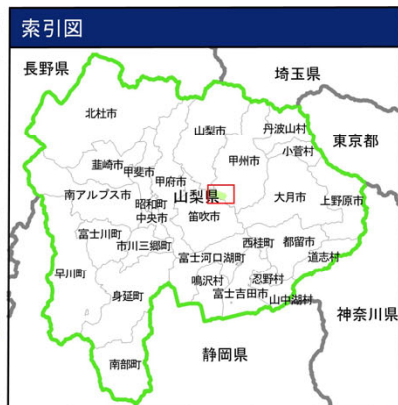 索引図
長野県
埼玉県
北杜市
山梨市
丹波山村
小菅村
東京都
韮崎市
甲斐市
甲府市
甲州市
南アルプス市
昭和町
山梨県
大月市
上野原市
中央市
笛吹市
富士川町
市川三郷町
西桂町
都留市
道志村
富士河口湖町
早川町
鳴沢村
忍野村
身延町
富士吉田市
山中湖村
神奈川県
静岡県
南部町